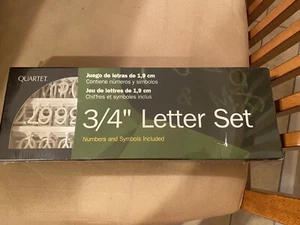 QUARTET
Juego de letras de 1,9 cm
Contiene números y símbolos
Jeu de lettres de 1,9 cm
Chiffres et symboles inclus
3/4" Letter Set
Numbers and Symbols Included